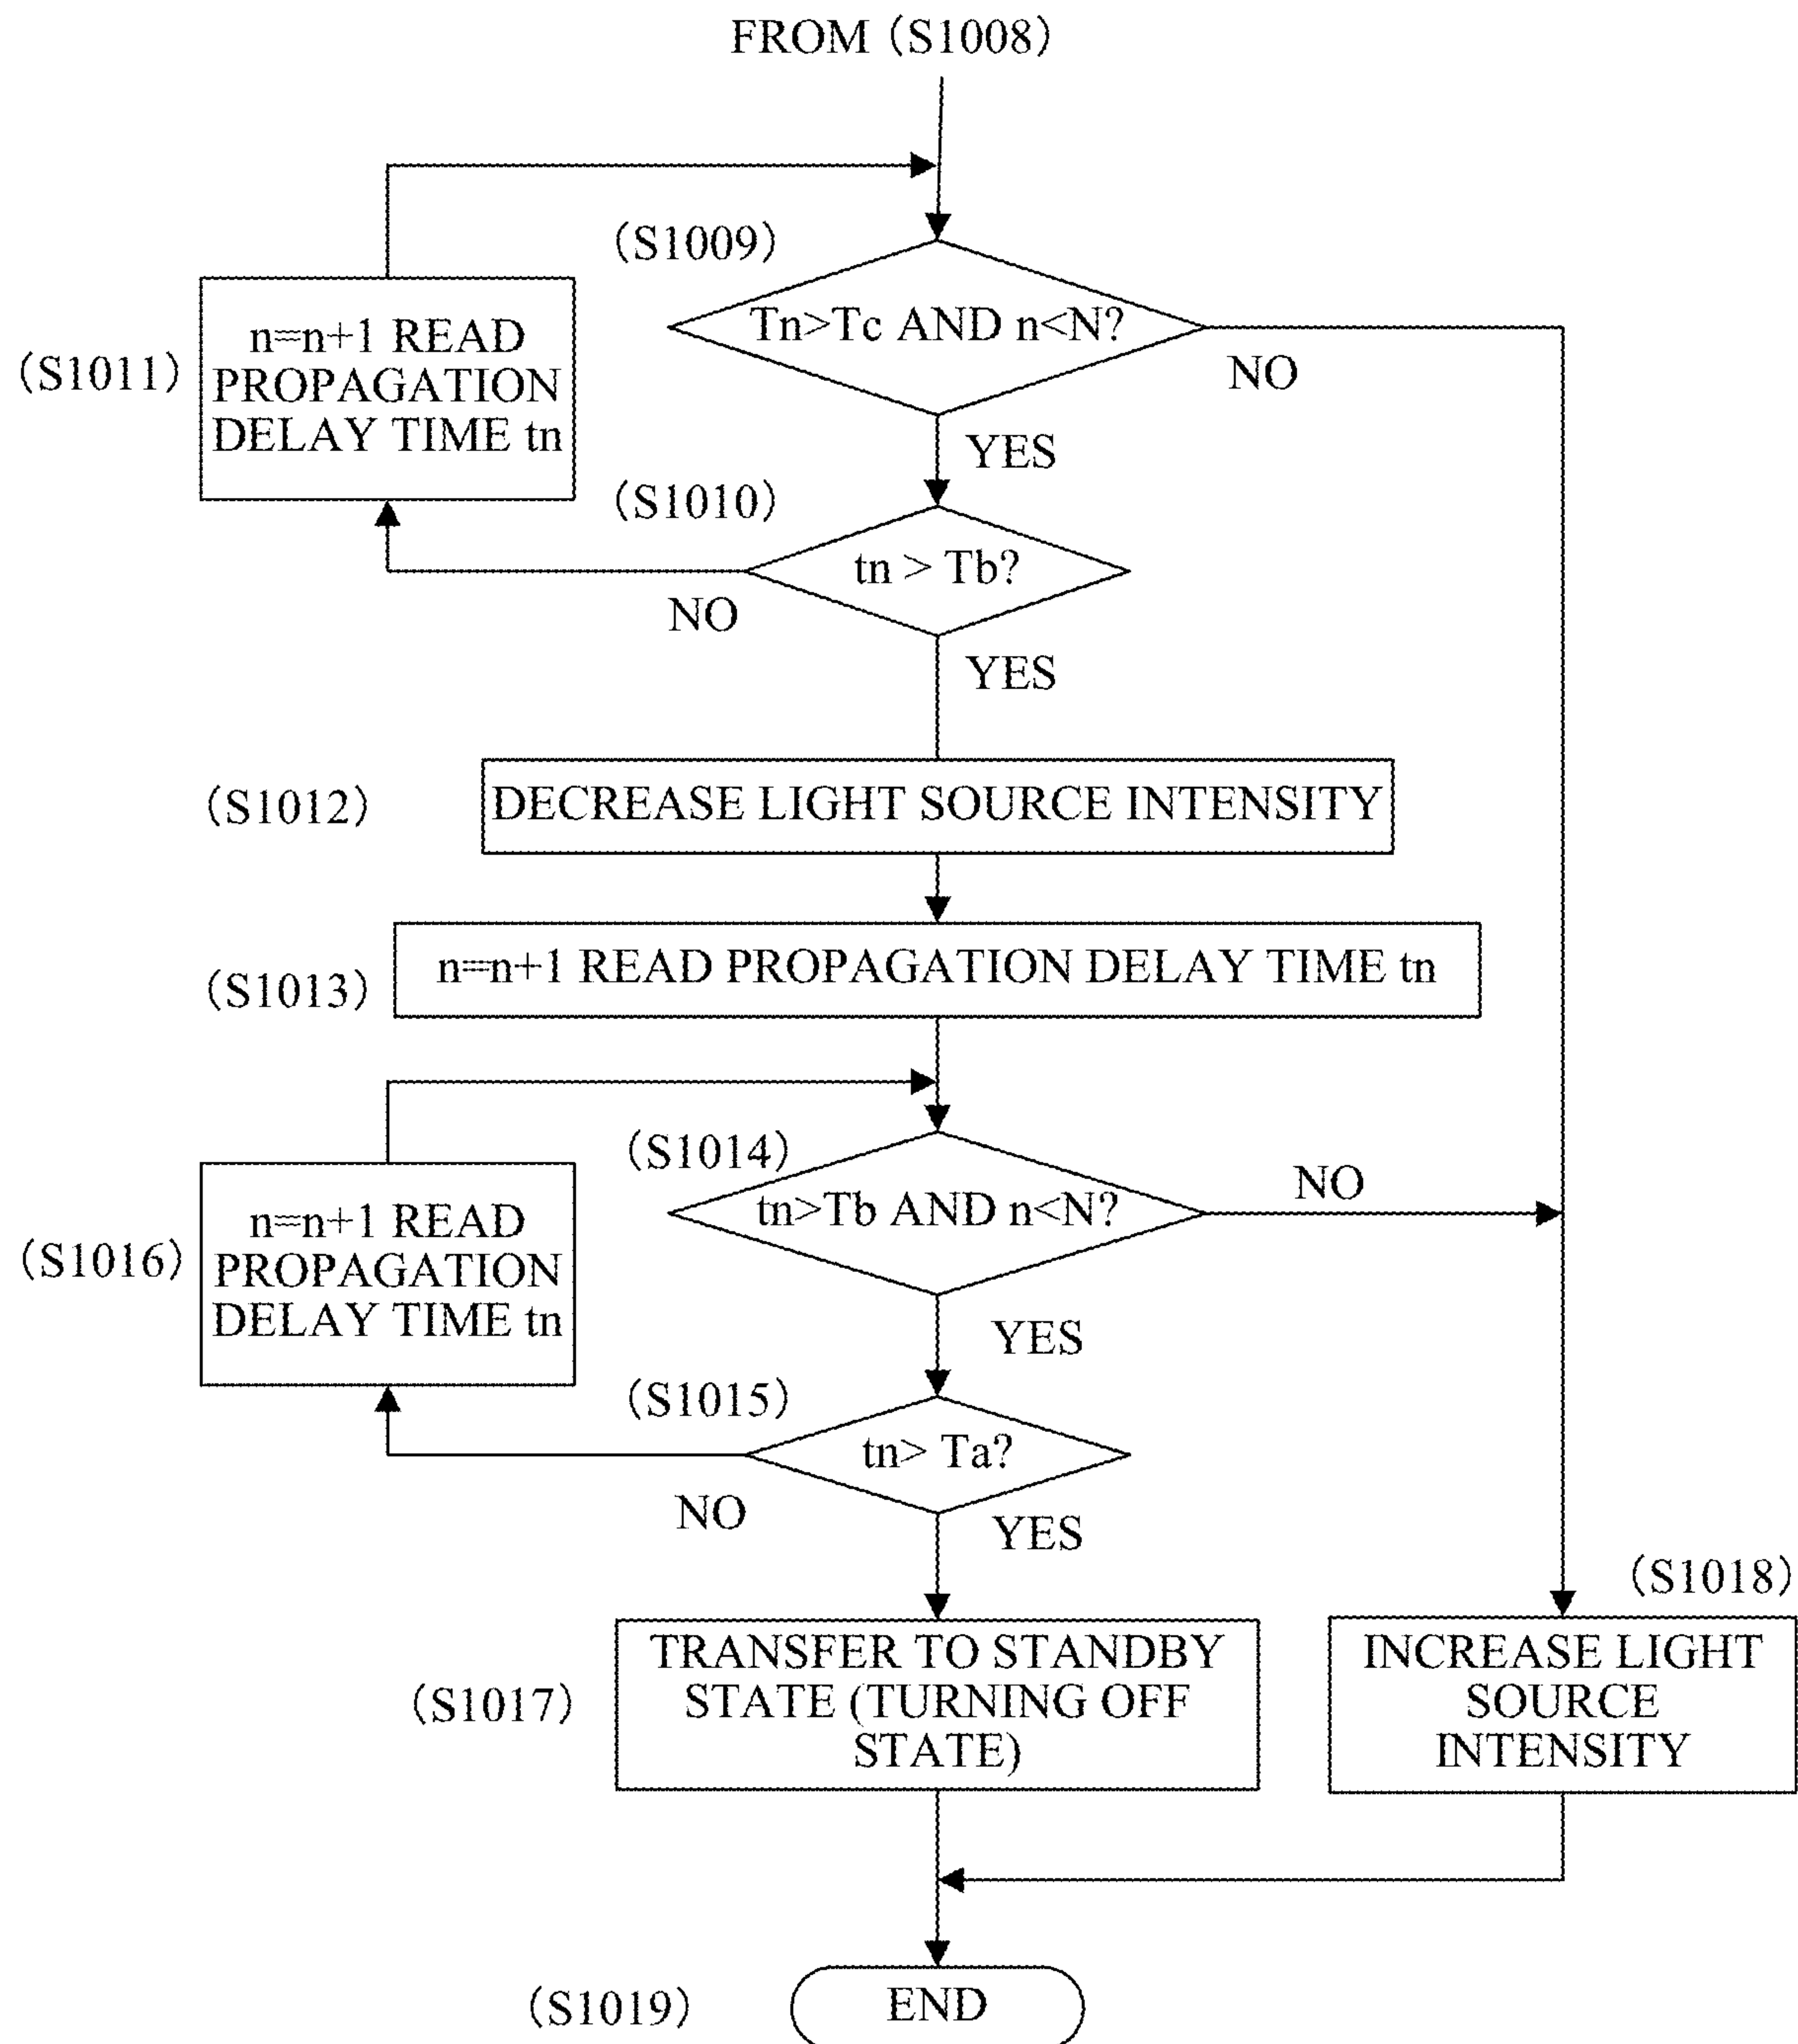 FROM (S1008)
(S1009)
Tn>Tc AND n<N?
NO
n=n+1 READ
PROPAGATION
DELAY TIME tn
(S1011)
YES
(S1010)
tn > Tb?
NO
YES
(S1012)
DECREASE LIGHT SOURCE INTENSITY
(S1013)
n=n+1 READ PROPAGATION DELAY TIME tn
(S1014)
tn>Tb AND n<N?
NO
n=n+1 READ
PROPAGATION
DELAY TIME tn
(S1016)
YES
(S1015)
tn> Ta?
NO
YES
(S1017)
TRANSFER TO STANDBY
STATE (TURNING OFF
STATE)
(S1018)
INCREASE LIGHT
SOURCE
INTENSITY
(S1019)
END